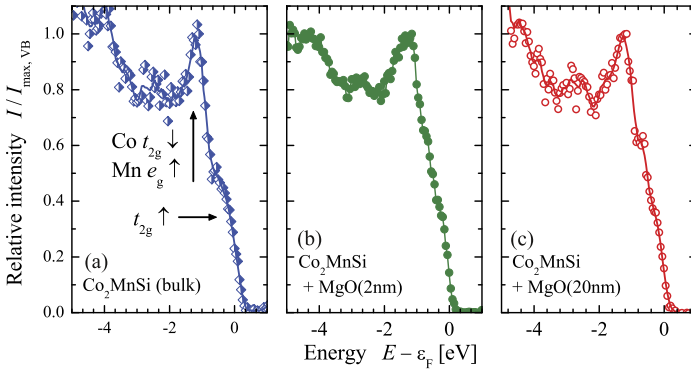 Relative intensity I / I_max, VB
1.0
0.8
0.6
0.4
0.2
0.0
Co t_2g ↓
Mn e_g ↑
t_2g ↑
(a)
Co_2MnSi (bulk)
-4 -2 0
(b)
Co_2MnSi
+ MgO(2nm)
-4 -2 0
(c)
Co_2MnSi
+ MgO(20nm)
-4 -2 0
Energy E – ε_F [eV]